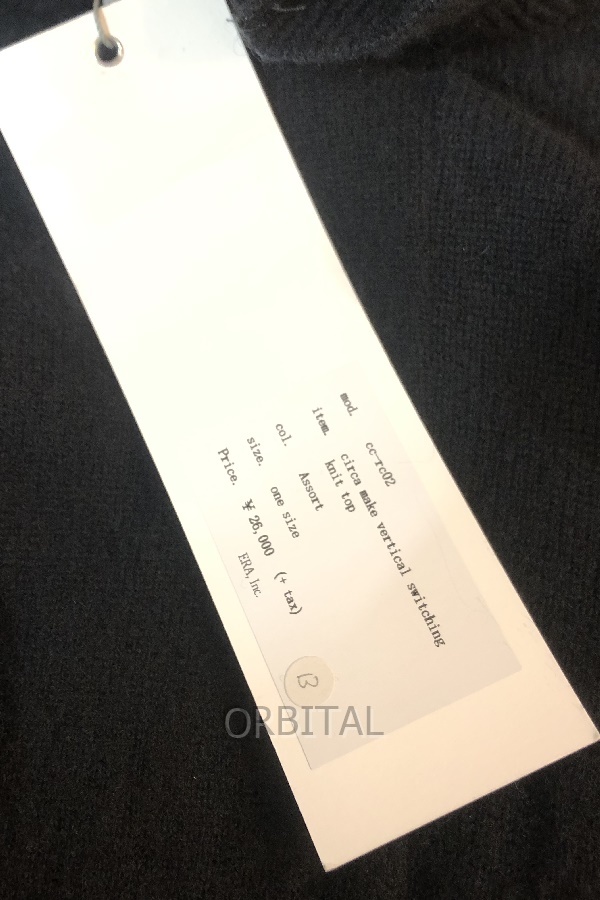 mod. cc-rc02
item. circa make vertical switching
knit top
col. Assort
size. one size
Price. ¥ 26,000 (+ tax)
ERA, Inc.
B
ORBITAL